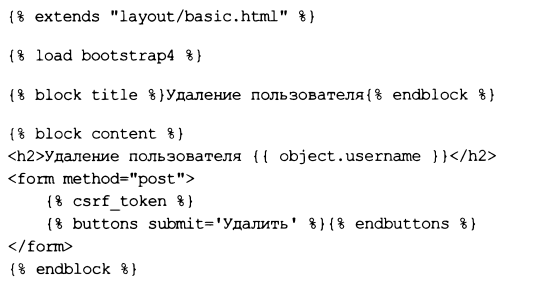 {% extends "layout/basic.html" %}
{% load bootstrap4 %}
{% block title %}Удаление пользователя{% endblock %}
{% block content %}
<h2>Удаление пользователя {{ object.username }}</h2>
<form method="post">
    {% csrf_token %}
    {% buttons submit='Удалить' %}{% endbuttons %}
</form>
{% endblock %}